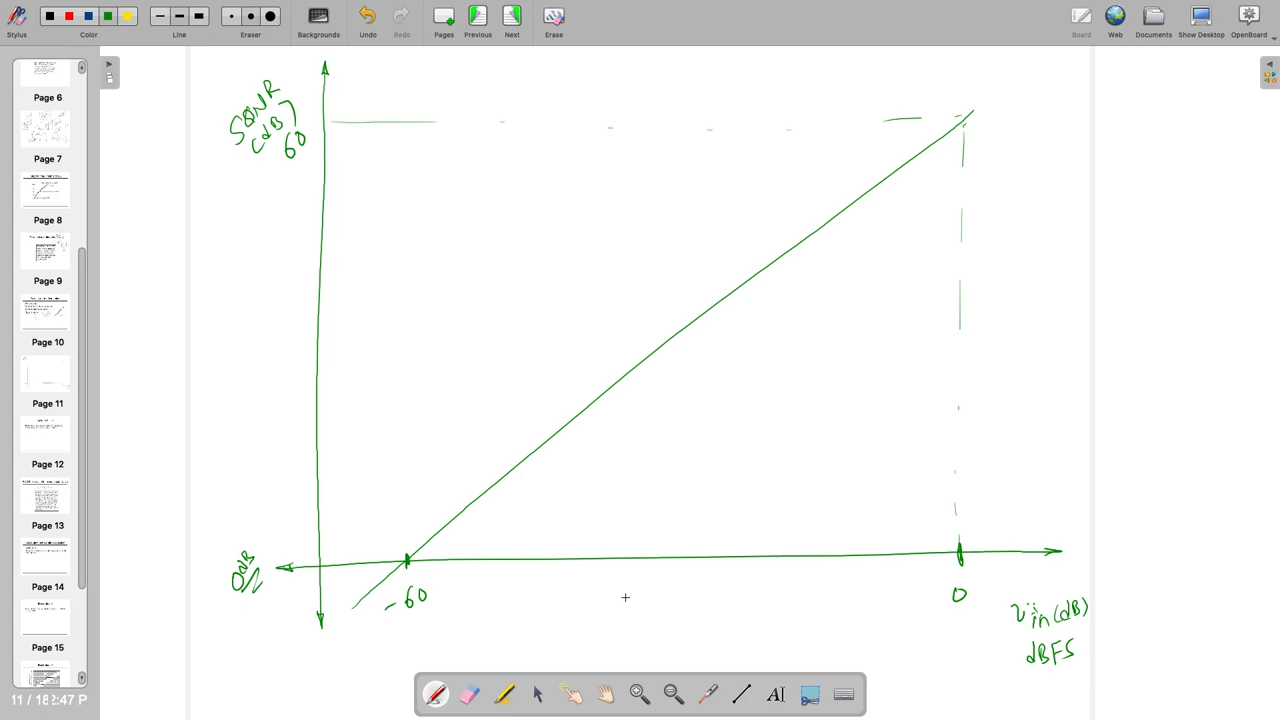 Stylus
Color
Line
Eraser
Backgrounds
Undo
Redo
Pages
Previous
Next
Erase
Board
Web
Documents
Show Desktop
OpenBoard
Page 6
Page 7
Page 8
Page 9
Page 10
Page 11
Page 12
Page 13
Page 14
Page 15
SQNR
(dB)
60
0dB
-60
0
vin(dB)
dBFS